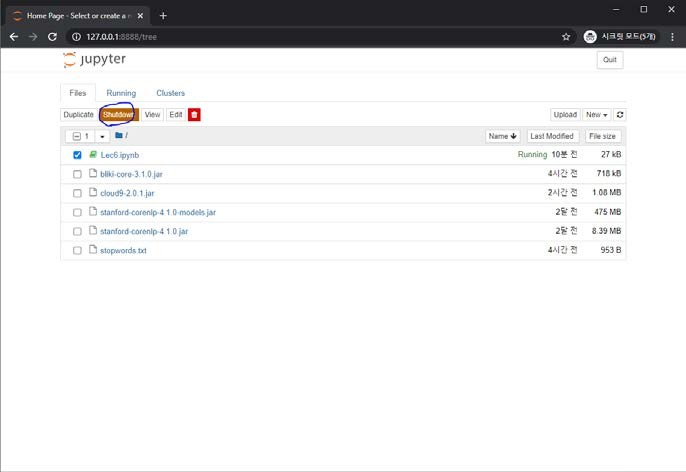 Home Page - Select or create a n
127.0.0.1:8888/tree
시크릿 모드(5개)
jupyter
Quit
Files Running Clusters
Duplicate Shutdown View Edit Upload New
1 / Name Last Modified File size
Lec6.ipynb Running 10분 전 27 kB
bliki-core-3.1.0.jar 4시간 전 718 kB
cloud9-2.0.1.jar 2시간 전 1.08 MB
stanford-corenlp-4.1.0-models.jar 2달 전 475 MB
stanford-corenlp-4.1.0.jar 2달 전 8.39 MB
stopwords.txt 4시간 전 953 B